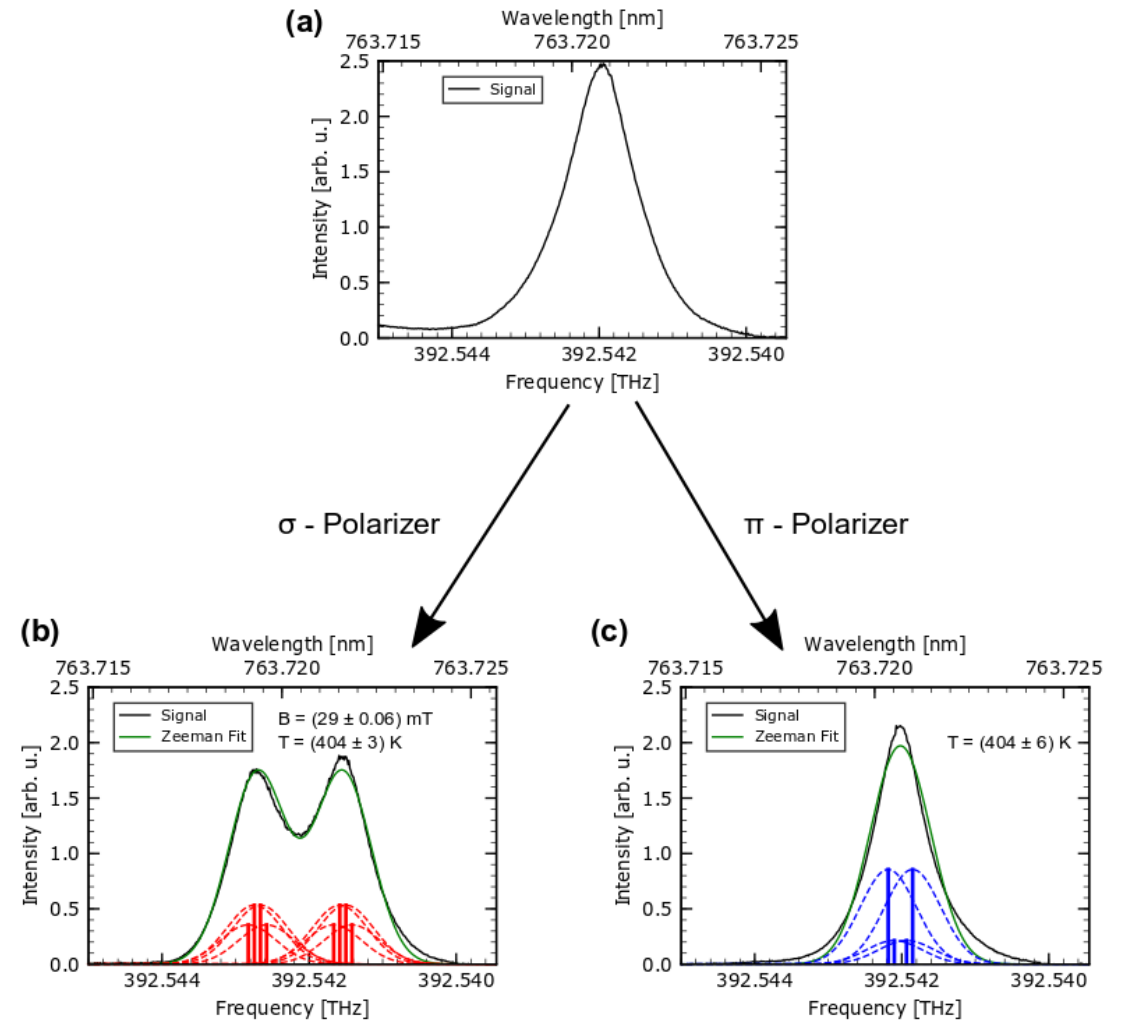 (a)
Wavelength [nm]
763.715 763.720 763.725
Signal
Intensity [arb. u.]
2.5
2.0
1.5
1.0
0.5
0.0
392.544 392.542 392.540
Frequency [THz]
σ - Polarizer
π - Polarizer
(b)
Wavelength [nm]
763.715 763.720 763.725
Signal
Zeeman Fit
B = (29 ± 0.06) mT
T = (404 ± 3) K
Intensity [arb. u.]
2.5
2.0
1.5
1.0
0.5
0.0
392.544 392.542 392.540
Frequency [THz]
(c)
Wavelength [nm]
763.715 763.720 763.725
Signal
Zeeman Fit
T = (404 ± 6) K
Intensity [arb. u.]
2.5
2.0
1.5
1.0
0.5
0.0
392.544 392.542 392.540
Frequency [THz]